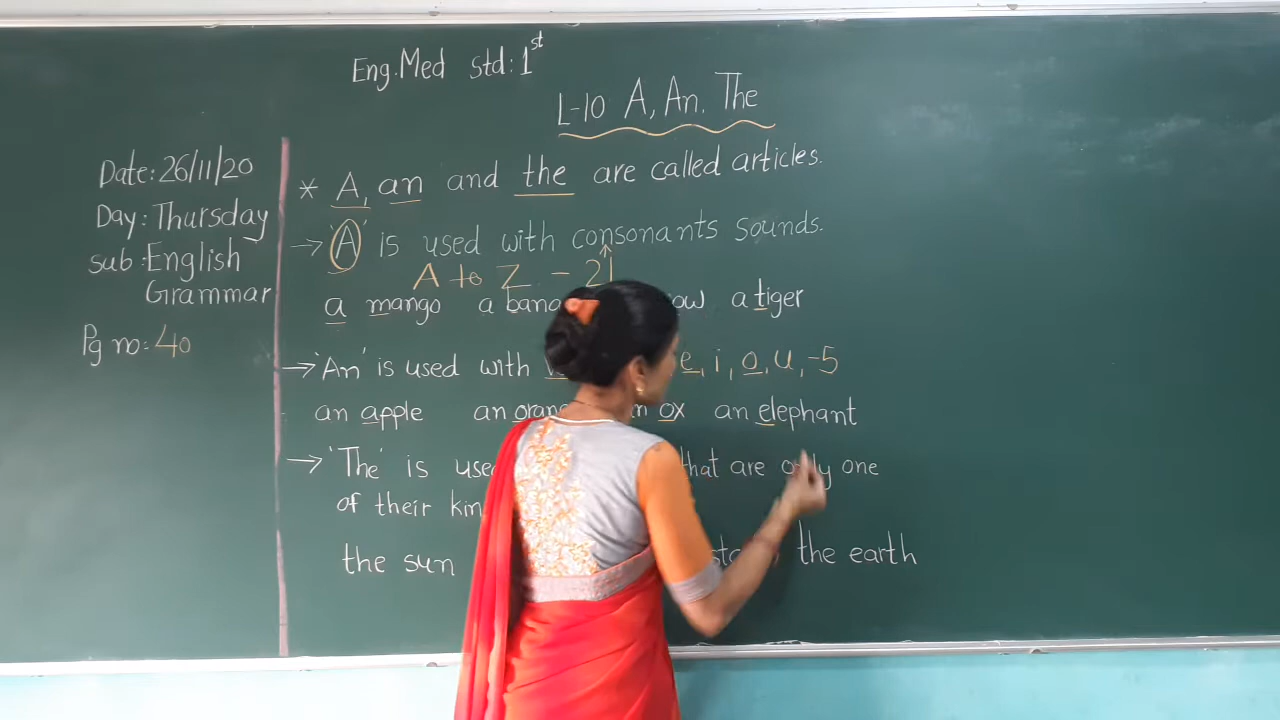 Eng.Med std:1st
L-10 A, An. The
Date: 26/11/20
Day: Thursday
sub: English
Grammar
Pg no:- 40
* A, an and the are called articles.
→ 'A' is used with consonants sounds.
A to Z - 21
a mango a a tiger
→ 'An' is used with e, i, o, u, -5
an apple an ox an elephant
→ 'The' is that are only one
of their
the sun the earth